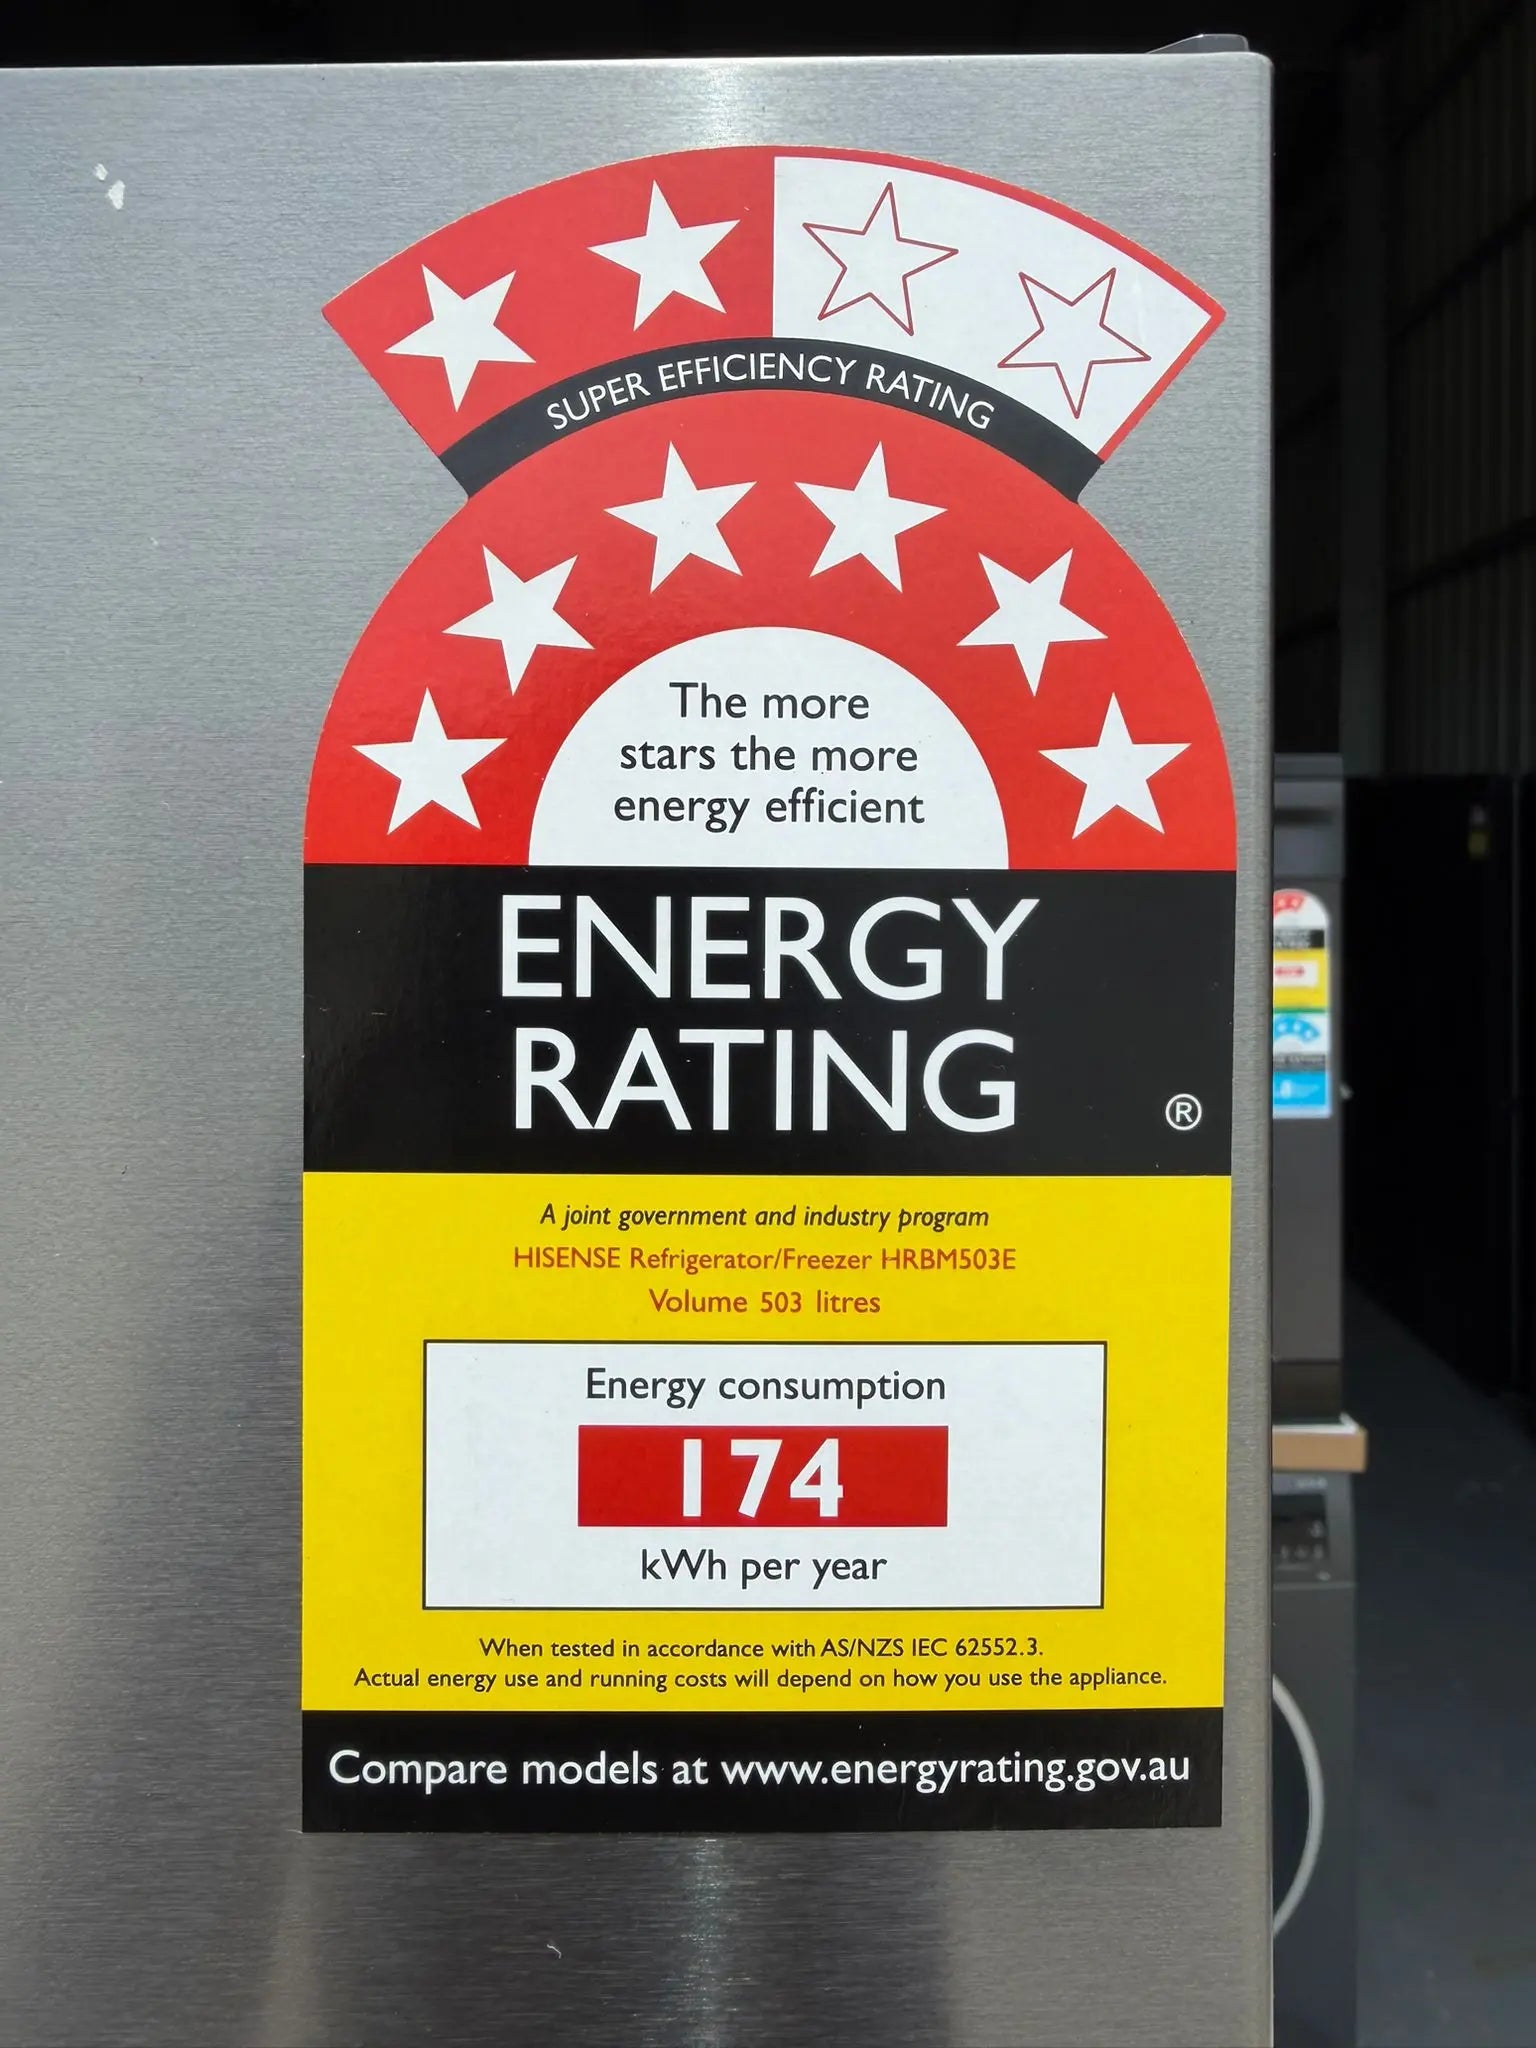 SUPER EFFICIENCY RATING
The more
stars the more
energy efficient
ENERGY
RATING
®
A joint government and industry program
HISENSE Refrigerator/Freezer HRBM503E
Volume 503 litres
Energy consumption
174
kWh per year
When tested in accordance with AS/NZS IEC 62552.3.
Actual energy use and running costs will depend on how you use the appliance.
Compare models at www.energyrating.gov.au